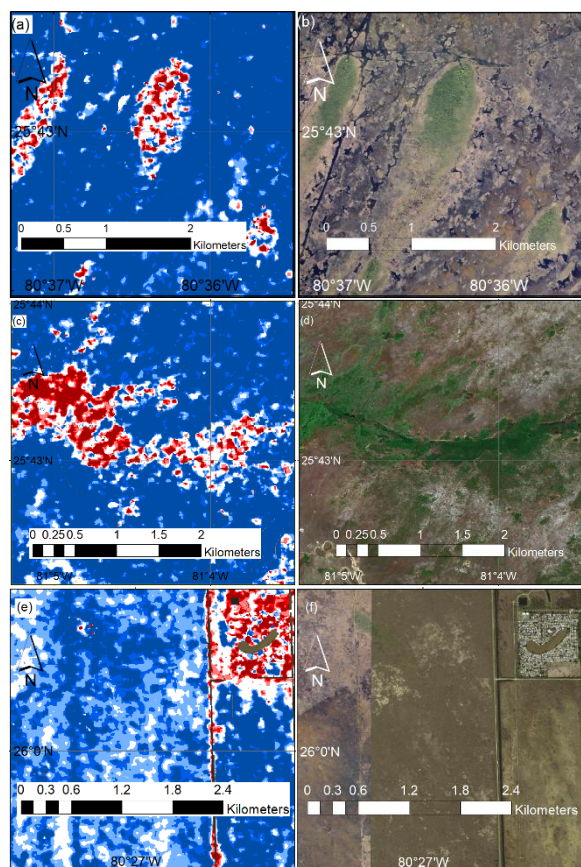 (a)
(b)
N
N
25°43'N
25°43'N
0 0.5 1 2
Kilometers
0 0.5 1 2
Kilometers
80°37'W 80°36'W
80°37'W 80°36'W
25°44'N
25°44'N
(c)
(d)
N
N
25°43'N
25°43'N
0 0.25 0.5 1 1.5 2
Kilometers
0 0.25 0.5 1 1.5 2
Kilometers
81°5'W 81°4'W
81°5'W 81°4'W
(e)
(f)
N
N
26°0'N
26°0'N
0 0.3 0.6 1.2 1.8 2.4
Kilometers
0 0.3 0.6 1.2 1.8 2.4
Kilometers
80°27'W
80°27'W